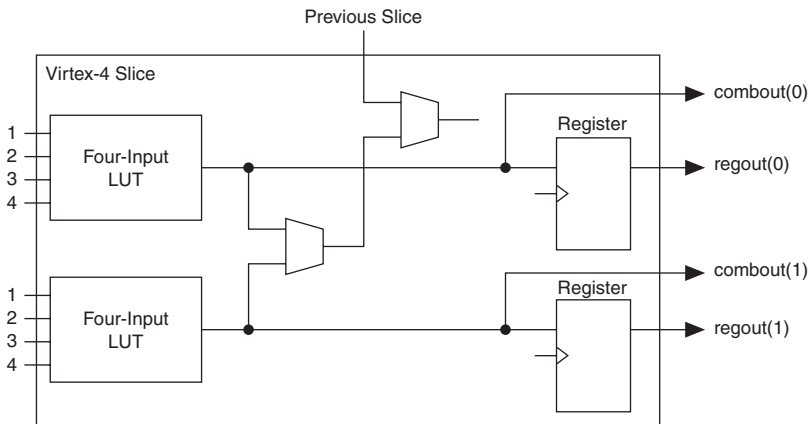 Previous Slice
Virtex-4 Slice
combout(0)
1
2
3
4
Four-Input
LUT
Register
regout(0)
combout(1)
1
2
3
4
Four-Input
LUT
Register
regout(1)